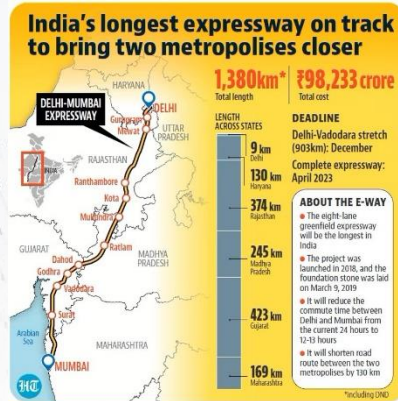 India's longest expressway on track
to bring two metropolises closer
1,380km*
Total length
₹98,233 crore
Total cost
DELHI-MUMBAI
EXPRESSWAY
HARYANA
DELHI
Gurugram
Mewat
UTTAR
PRADESH
INDIA
RAJASTHAN
Ranthambore
Kota
Mukundra
Ratlam
GUJARAT
MADHYA
PRADESH
Dahod
Godhra
Vadodara
Surat
Arabian
Sea
MAHARASHTRA
MUMBAI
HT
LENGTH
ACROSS STATES
9 km
Delhi
130 km
Haryana
374 km
Rajasthan
245 km
Madhya
Pradesh
423 km
Gujarat
169 km
Maharashtra
DEADLINE
Delhi-Vadodara stretch
(903km): December
Complete expressway:
April 2023
ABOUT THE E-WAY
• The eight-lane
greenfield expressway
will be the longest in
India
• The project was
launched in 2018, and the
foundation stone was laid
on March 9, 2019
• It will reduce the
commute time between
Delhi and Mumbai from
the current 24 hours to
12-13 hours
• It will shorten road
route between the two
metropolises by 130 km
*Including DND